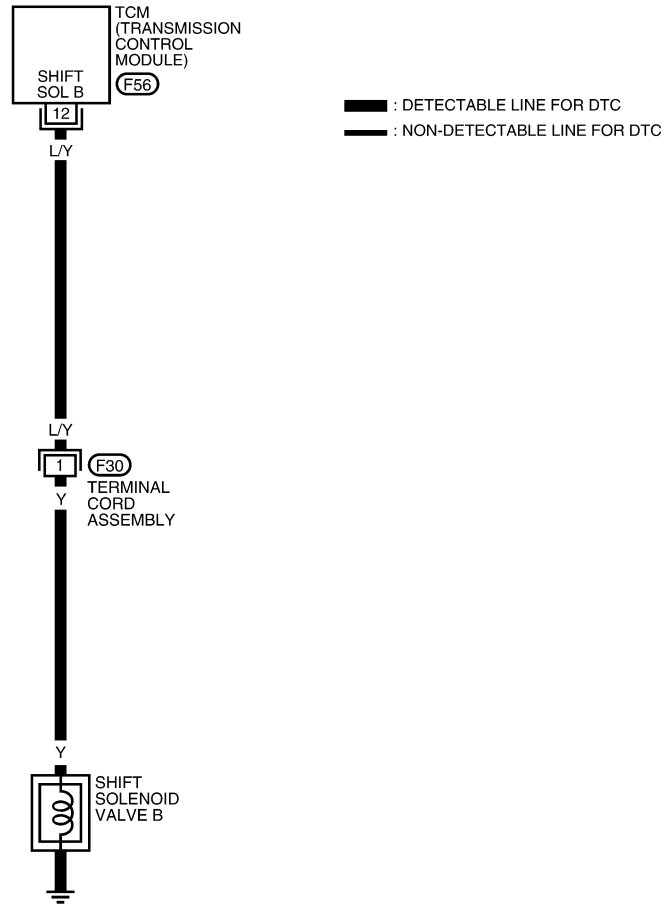 TCM
(TRANSMISSION
CONTROL
MODULE)
F56
SHIFT
SOL B
12
L/Y
: DETECTABLE LINE FOR DTC
: NON-DETECTABLE LINE FOR DTC
L/Y
1
F30
TERMINAL
CORD
ASSEMBLY
Y
Y
SHIFT
SOLENOID
VALVE B